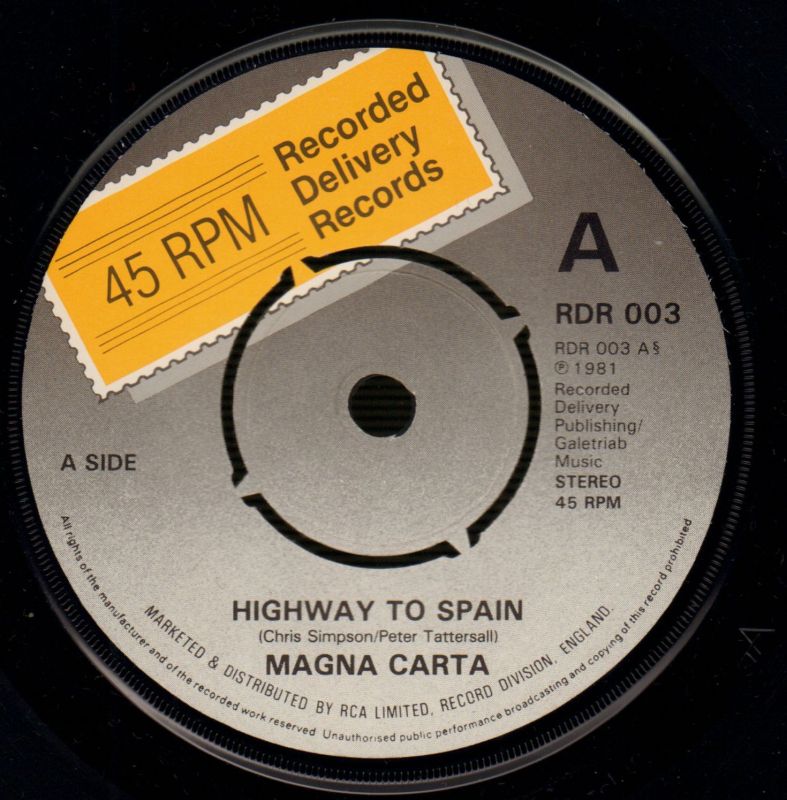 Recorded
Delivery
Records
45 RPM
A
RDR 003
RDR 003 A§
℗ 1981
Recorded
Delivery
Publishing/
Galetriab
Music
STEREO
45 RPM
A SIDE
HIGHWAY TO SPAIN
(Chris Simpson/Peter Tattersall)
MAGNA CARTA
MARKETED & DISTRIBUTED BY RCA LIMITED, RECORD DIVISION, ENGLAND.
All rights of the manufacturer and of the recorded work reserved Unauthorised public performance broadcasting and copying of this record prohibited